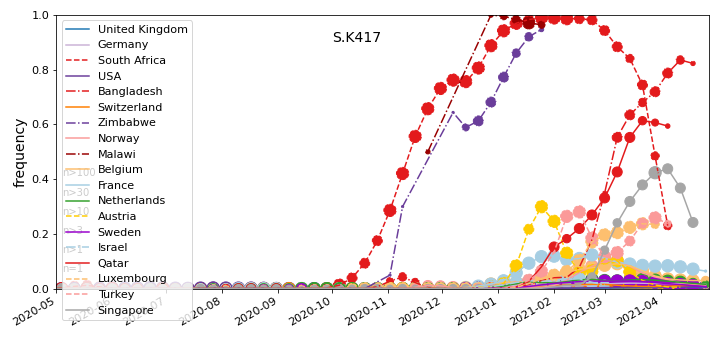 S.K417
frequency
1.0
0.8
0.6
0.4
0.2
0.0
United Kingdom
Germany
South Africa
USA
Bangladesh
Switzerland
Zimbabwe
Norway
Malawi
Belgium
France
Netherlands
Austria
Sweden
Israel
Qatar
Luxembourg
Turkey
Singapore
n>100
n>30
n>10
n>3
n>1
n=1
2020-05
2020-06
2020-07
2020-08
2020-09
2020-10
2020-11
2020-12
2021-01
2021-02
2021-03
2021-04